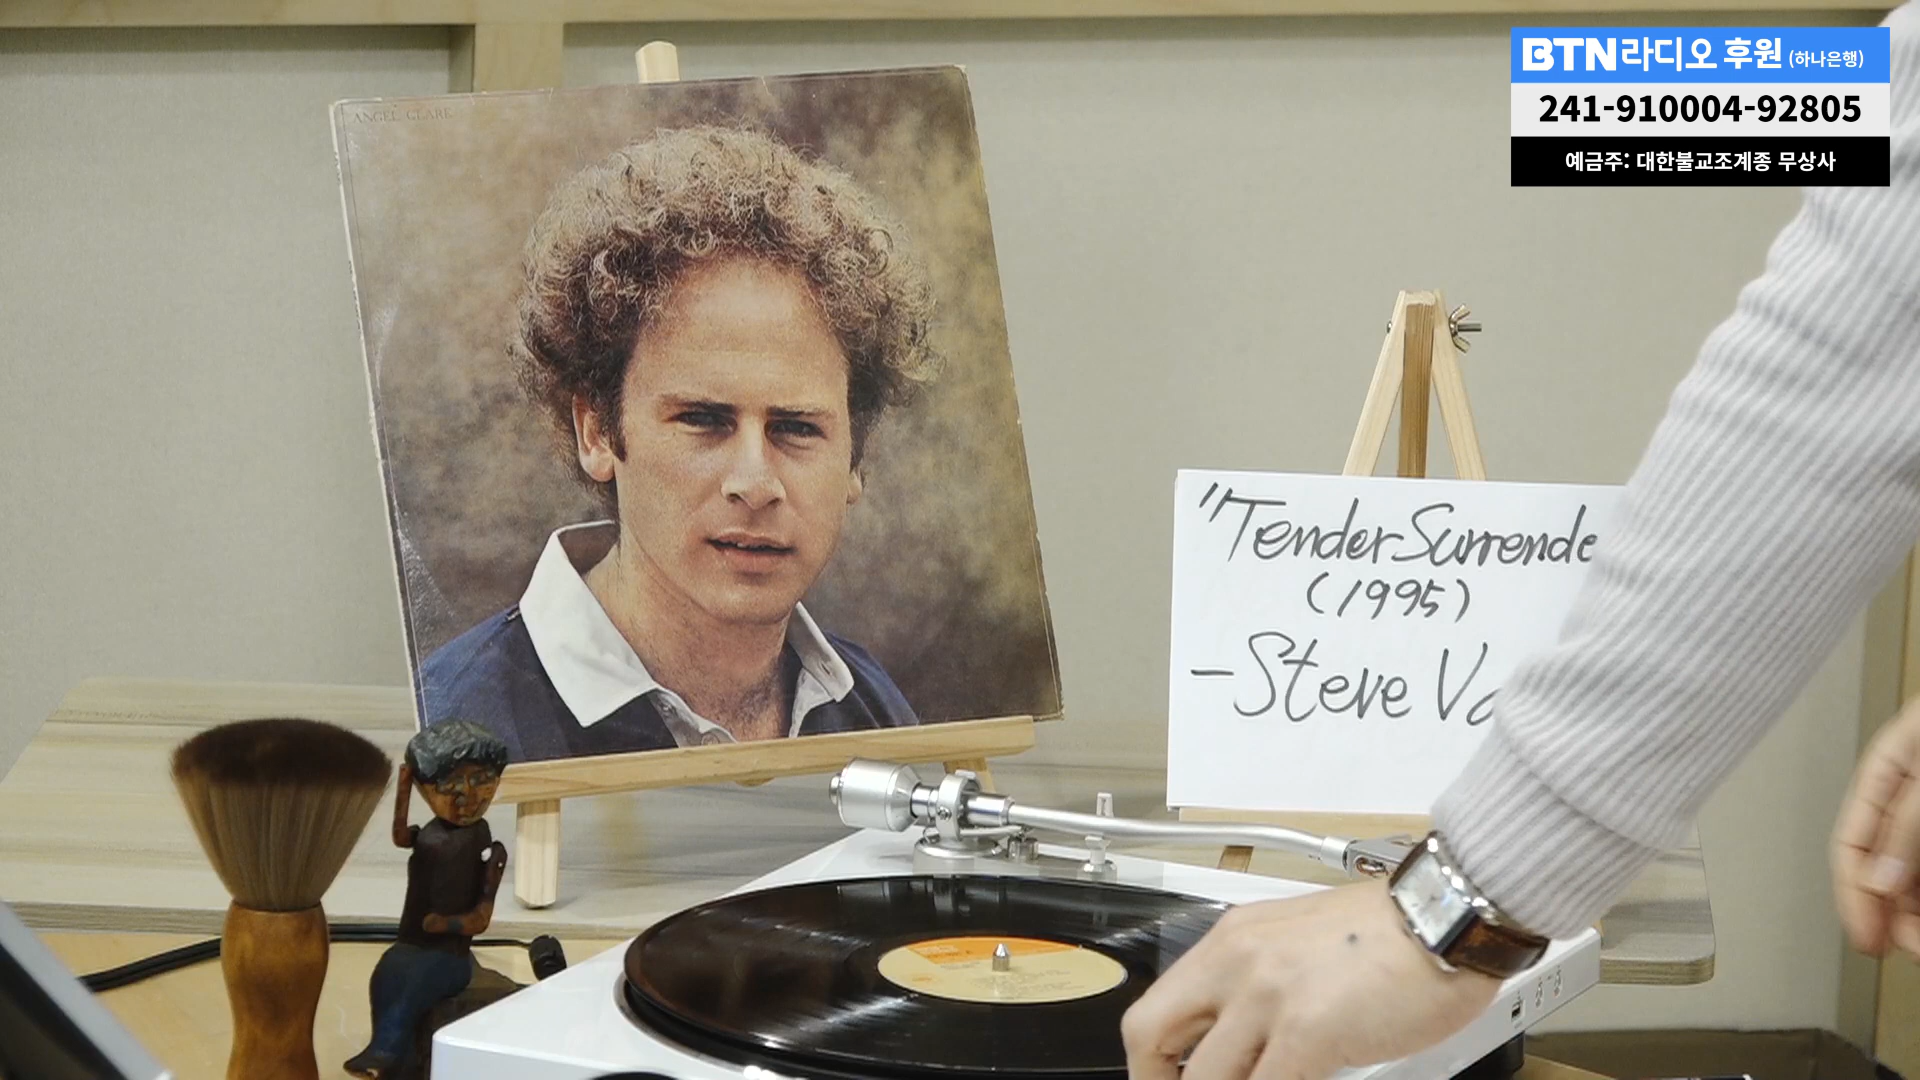 ANGEL CLARE
BTN라디오 후원 (하나은행)
241-910004-92805
예금주: 대한불교조계종 무상사
"Tender Surrende
(1995)
- Steve Va